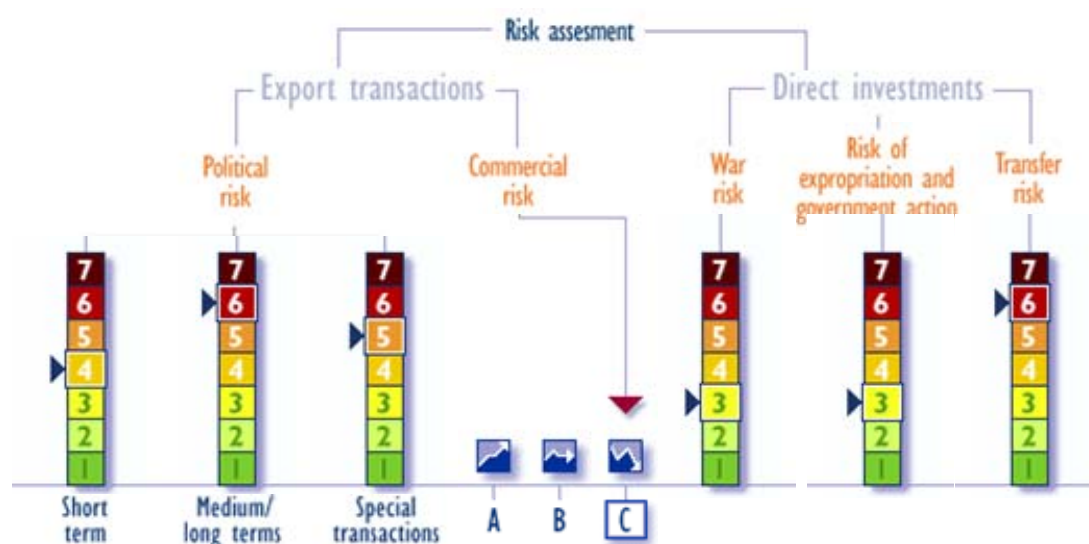 Risk assesment
Export transactions
Direct investments
Political
risk
Commercial
risk
War
risk
Risk of
expropriation and
government action
Transfer
risk
7 7 7 7 7 7
6 6 6 6 6 6
5 5 5 5 5 5
4 4 4 4 4 4
3 3 3 3 3 3
2 2 2 2 2 2
1 1 1 1 1 1
Short
term
Medium/
long terms
Special
transactions
A B C